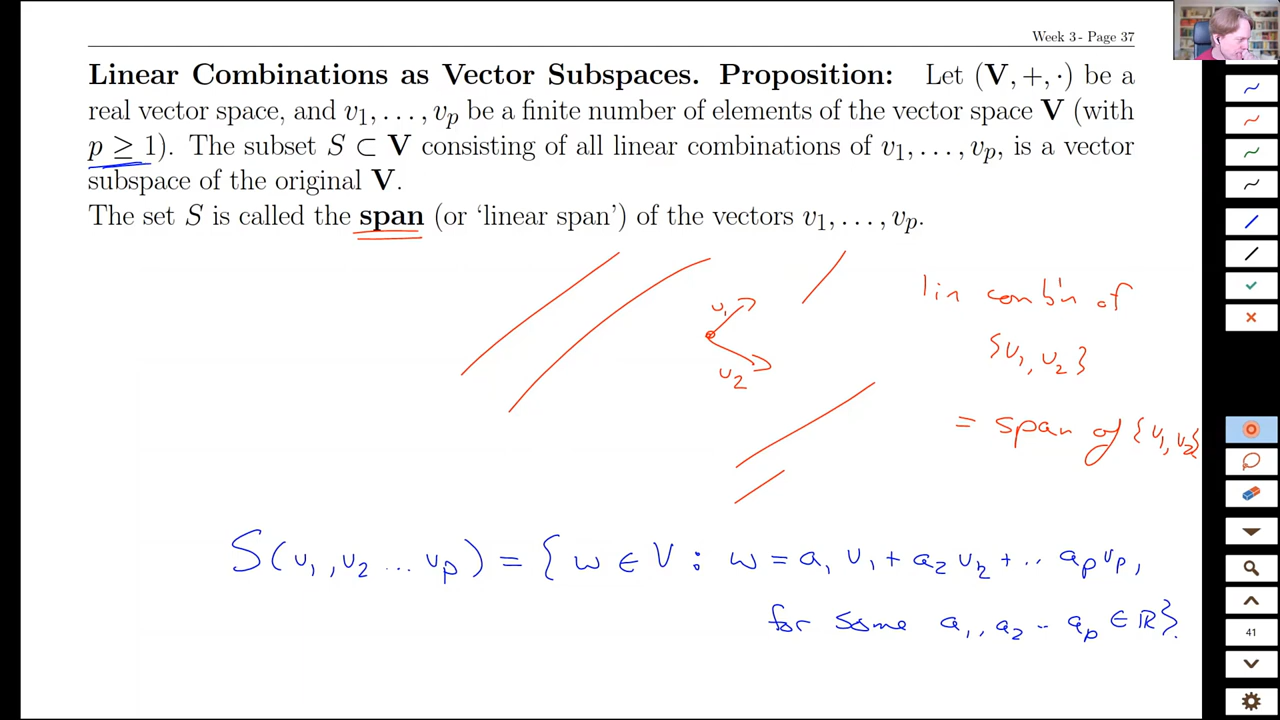 Week 3 - Page 37
Linear Combinations as Vector Subspaces. Proposition: Let (V, +, ·) be a
real vector space, and v₁, . . . , vₚ be a finite number of elements of the vector space V (with
p ≥ 1). The subset S ⊂ V consisting of all linear combinations of v₁, . . . , vₚ, is a vector
subspace of the original V.
The set S is called the span (or ‘linear span’) of the vectors v₁, . . . , vₚ.
lin comb'n of
{v₁, v₂}
= span of {v₁, v₂}
v₁
v₂
S(v₁, v₂ ... vₚ) = { w ∈ V : w = a₁ v₁ + a₂ v₂ + .. aₚ vₚ,
for some a₁, a₂ .. aₚ ∈ ℝ}.
41